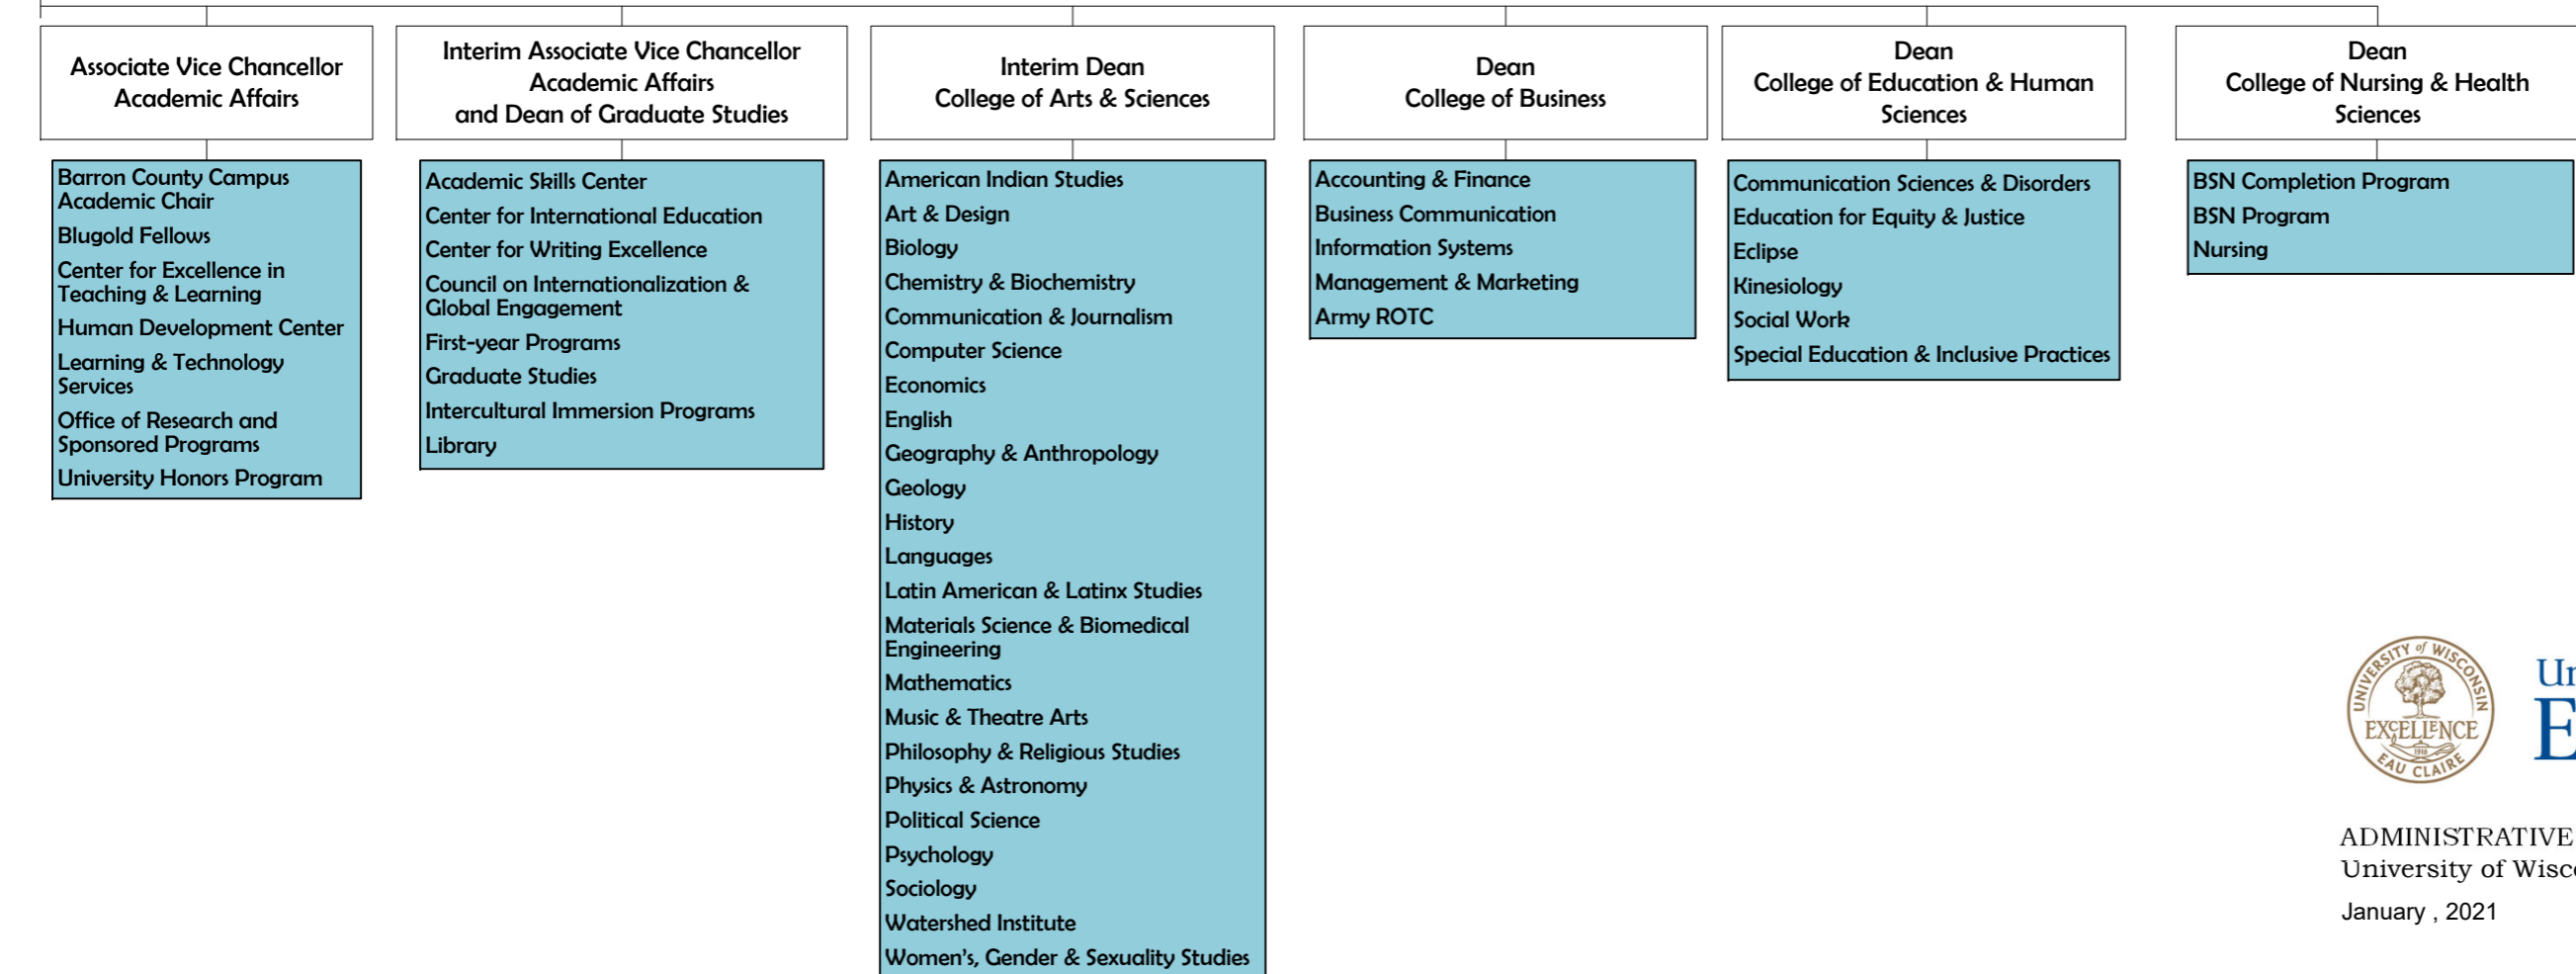 Associate Vice Chancellor
Academic Affairs
Barron County Campus
Academic Chair
Blugold Fellows
Center for Excellence in
Teaching & Learning
Human Development Center
Learning & Technology
Services
Office of Research and
Sponsored Programs
University Honors Program
Interim Associate Vice Chancellor
Academic Affairs
and Dean of Graduate Studies
Academic Skills Center
Center for International Education
Center for Writing Excellence
Council on Internationalization &
Global Engagement
First-year Programs
Graduate Studies
Intercultural Immersion Programs
Library
Interim Dean
College of Arts & Sciences
American Indian Studies
Art & Design
Biology
Chemistry & Biochemistry
Communication & Journalism
Computer Science
Economics
English
Geography & Anthropology
Geology
History
Languages
Latin American & Latinx Studies
Materials Science & Biomedical
Engineering
Mathematics
Music & Theatre Arts
Philosophy & Religious Studies
Physics & Astronomy
Political Science
Psychology
Sociology
Watershed Institute
Women's, Gender & Sexuality Studies
Dean
College of Business
Accounting & Finance
Business Communication
Information Systems
Management & Marketing
Army ROTC
Dean
College of Education & Human
Sciences
Communication Sciences & Disorders
Education for Equity & Justice
Eclipse
Kinesiology
Social Work
Special Education & Inclusive Practices
Dean
College of Nursing & Health
Sciences
BSN Completion Program
BSN Program
Nursing
UNIVERSITY of WISCONSIN
EXCELLENCE
1916
EAU CLAIRE
ADMINISTRATIVE
University of
January , 2021